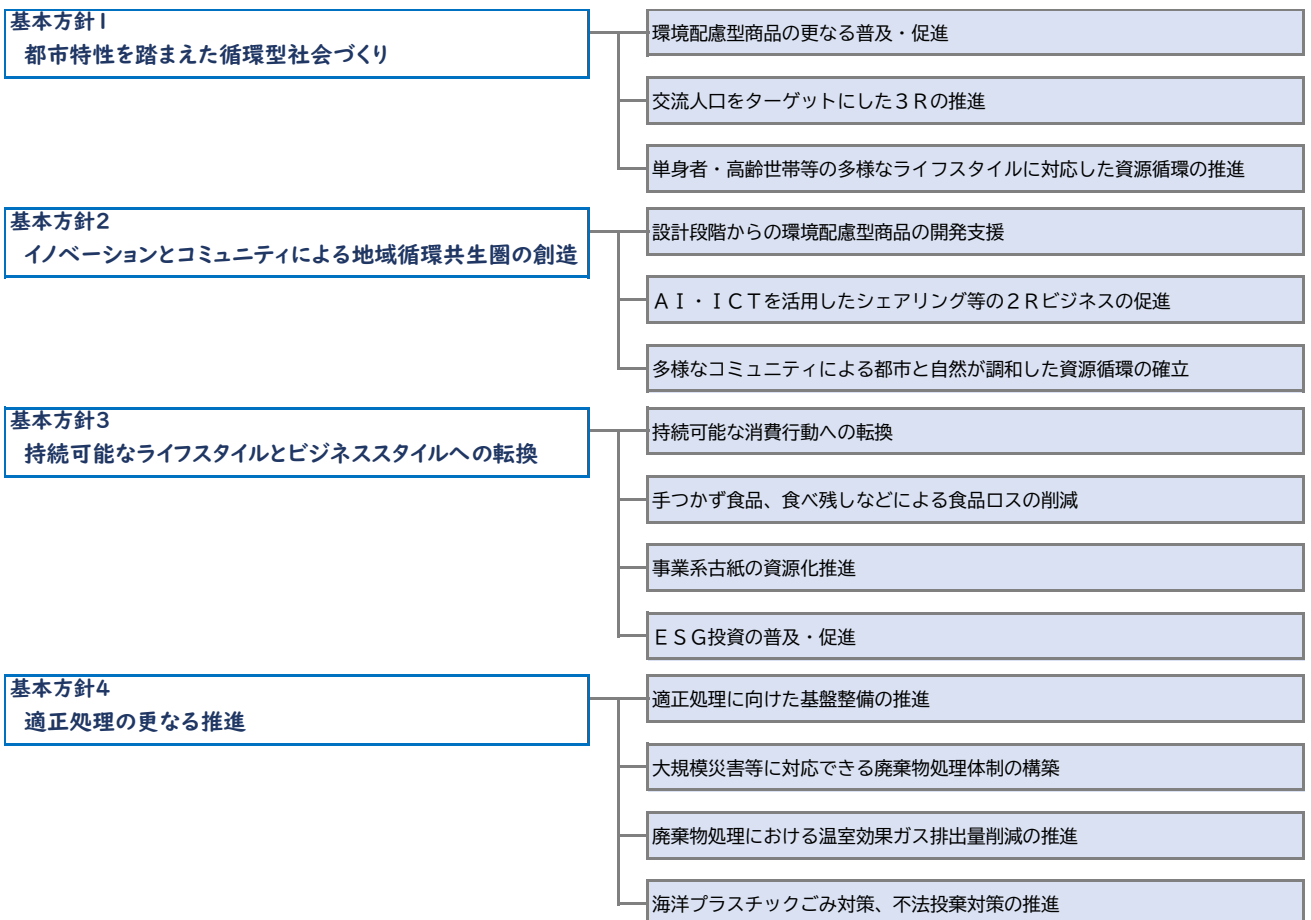 基本方針1
都市特性を踏まえた循環型社会づくり
環境配慮型商品の更なる普及・促進
交流人口をターゲットにした３Ｒの推進
単身者・高齢世帯等の多様なライフスタイルに対応した資源循環の推進
基本方針2
イノベーションとコミュニティによる地域循環共生圏の創造
設計段階からの環境配慮型商品の開発支援
ＡＩ・ＩＣＴを活用したシェアリング等の２Ｒビジネスの促進
多様なコミュニティによる都市と自然が調和した資源循環の確立
基本方針3
持続可能なライフスタイルとビジネススタイルへの転換
持続可能な消費行動への転換
手つかず食品、食べ残しなどによる食品ロスの削減
事業系古紙の資源化推進
ＥＳＧ投資の普及・促進
基本方針4
適正処理の更なる推進
適正処理に向けた基盤整備の推進
大規模災害等に対応できる廃棄物処理体制の構築
廃棄物処理における温室効果ガス排出量削減の推進
海洋プラスチックごみ対策、不法投棄対策の推進